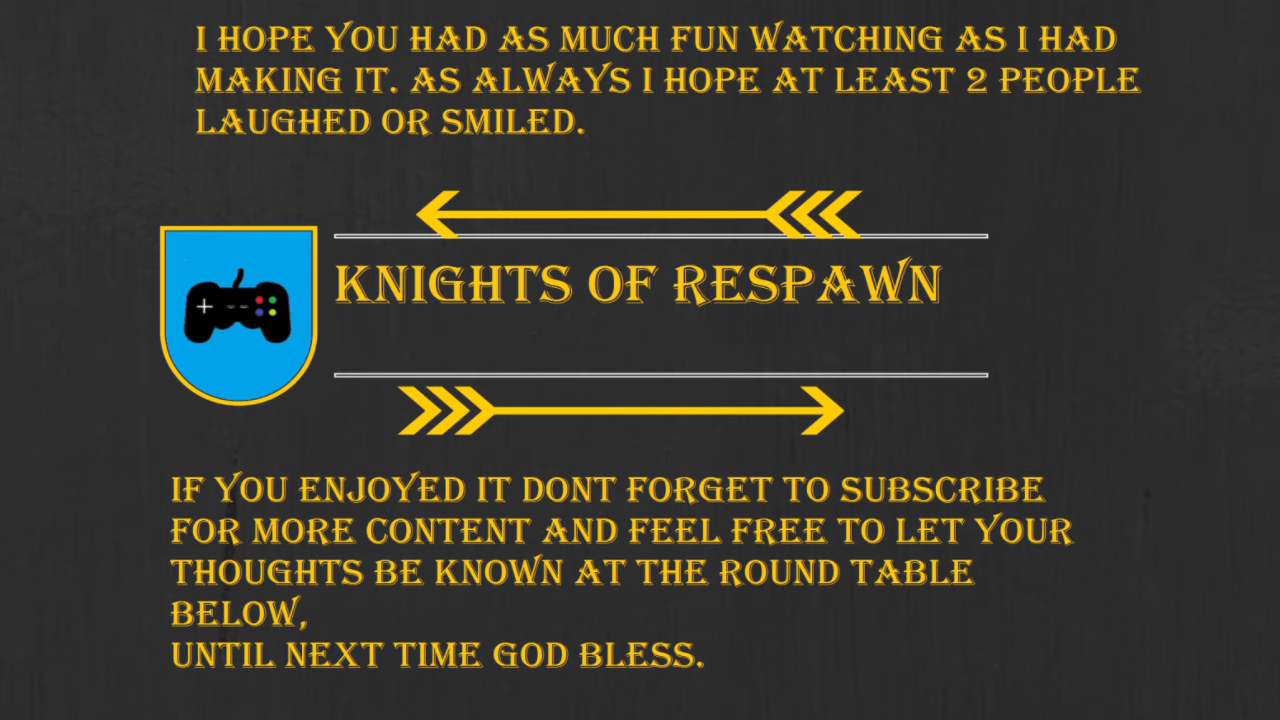 I HOPE YOU HAD AS MUCH FUN WATCHING AS I HAD
MAKING IT. AS ALWAYS I HOPE AT LEAST 2 PEOPLE
LAUGHED OR SMILED.
KNIGHTS OF RESPAWN
IF YOU ENJOYED IT DONT FORGET TO SUBSCRIBE
FOR MORE CONTENT AND FEEL FREE TO LET YOUR
THOUGHTS BE KNOWN AT THE ROUND TABLE
BELOW,
UNTIL NEXT TIME GOD BLESS.